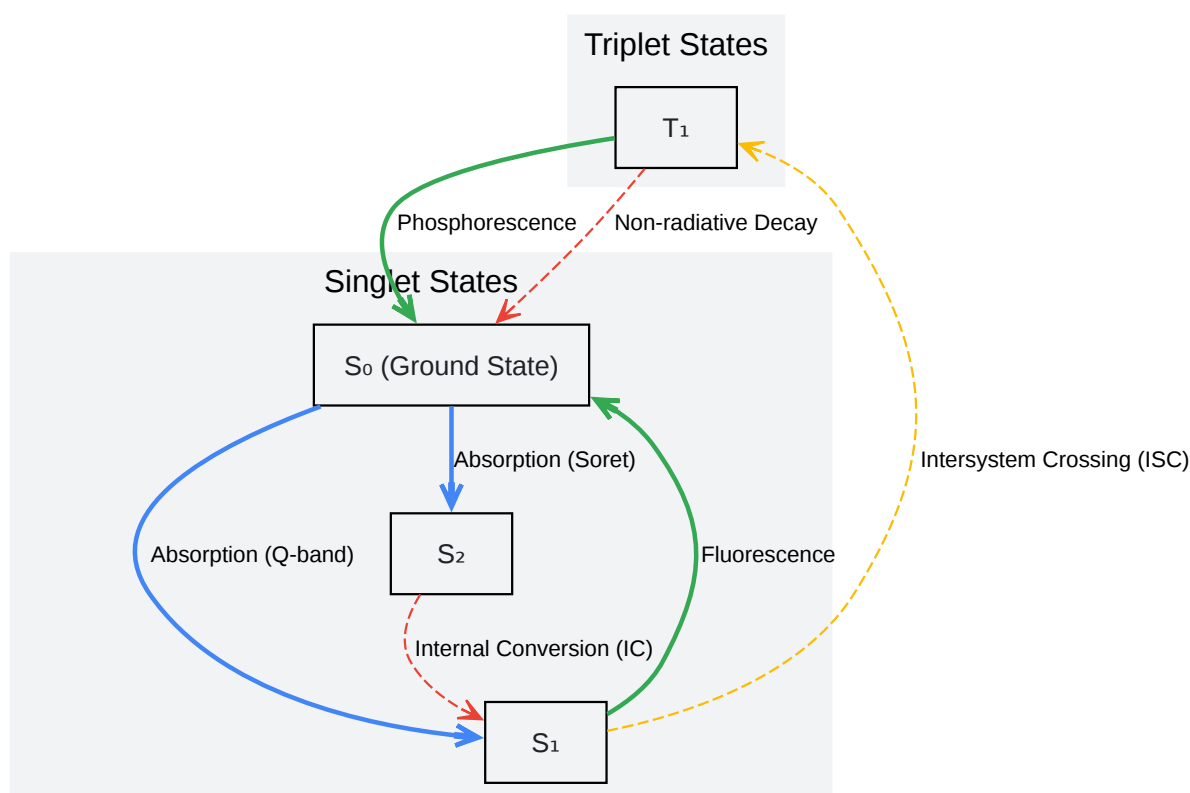 Triplet States
T₁
Phosphorescence
Non-radiative Decay
Singlet States
S₀ (Ground State)
Absorption (Soret)
Intersystem Crossing (ISC)
Absorption (Q-band)
S₂
Fluorescence
Internal Conversion (IC)
S₁